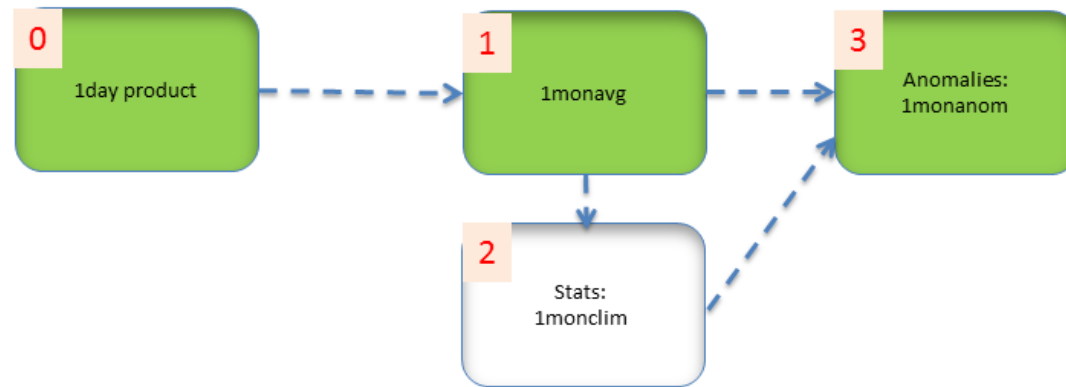 0
1day product
1
1monavg
3
Anomalies:
1monanom
2
Stats:
1monclim